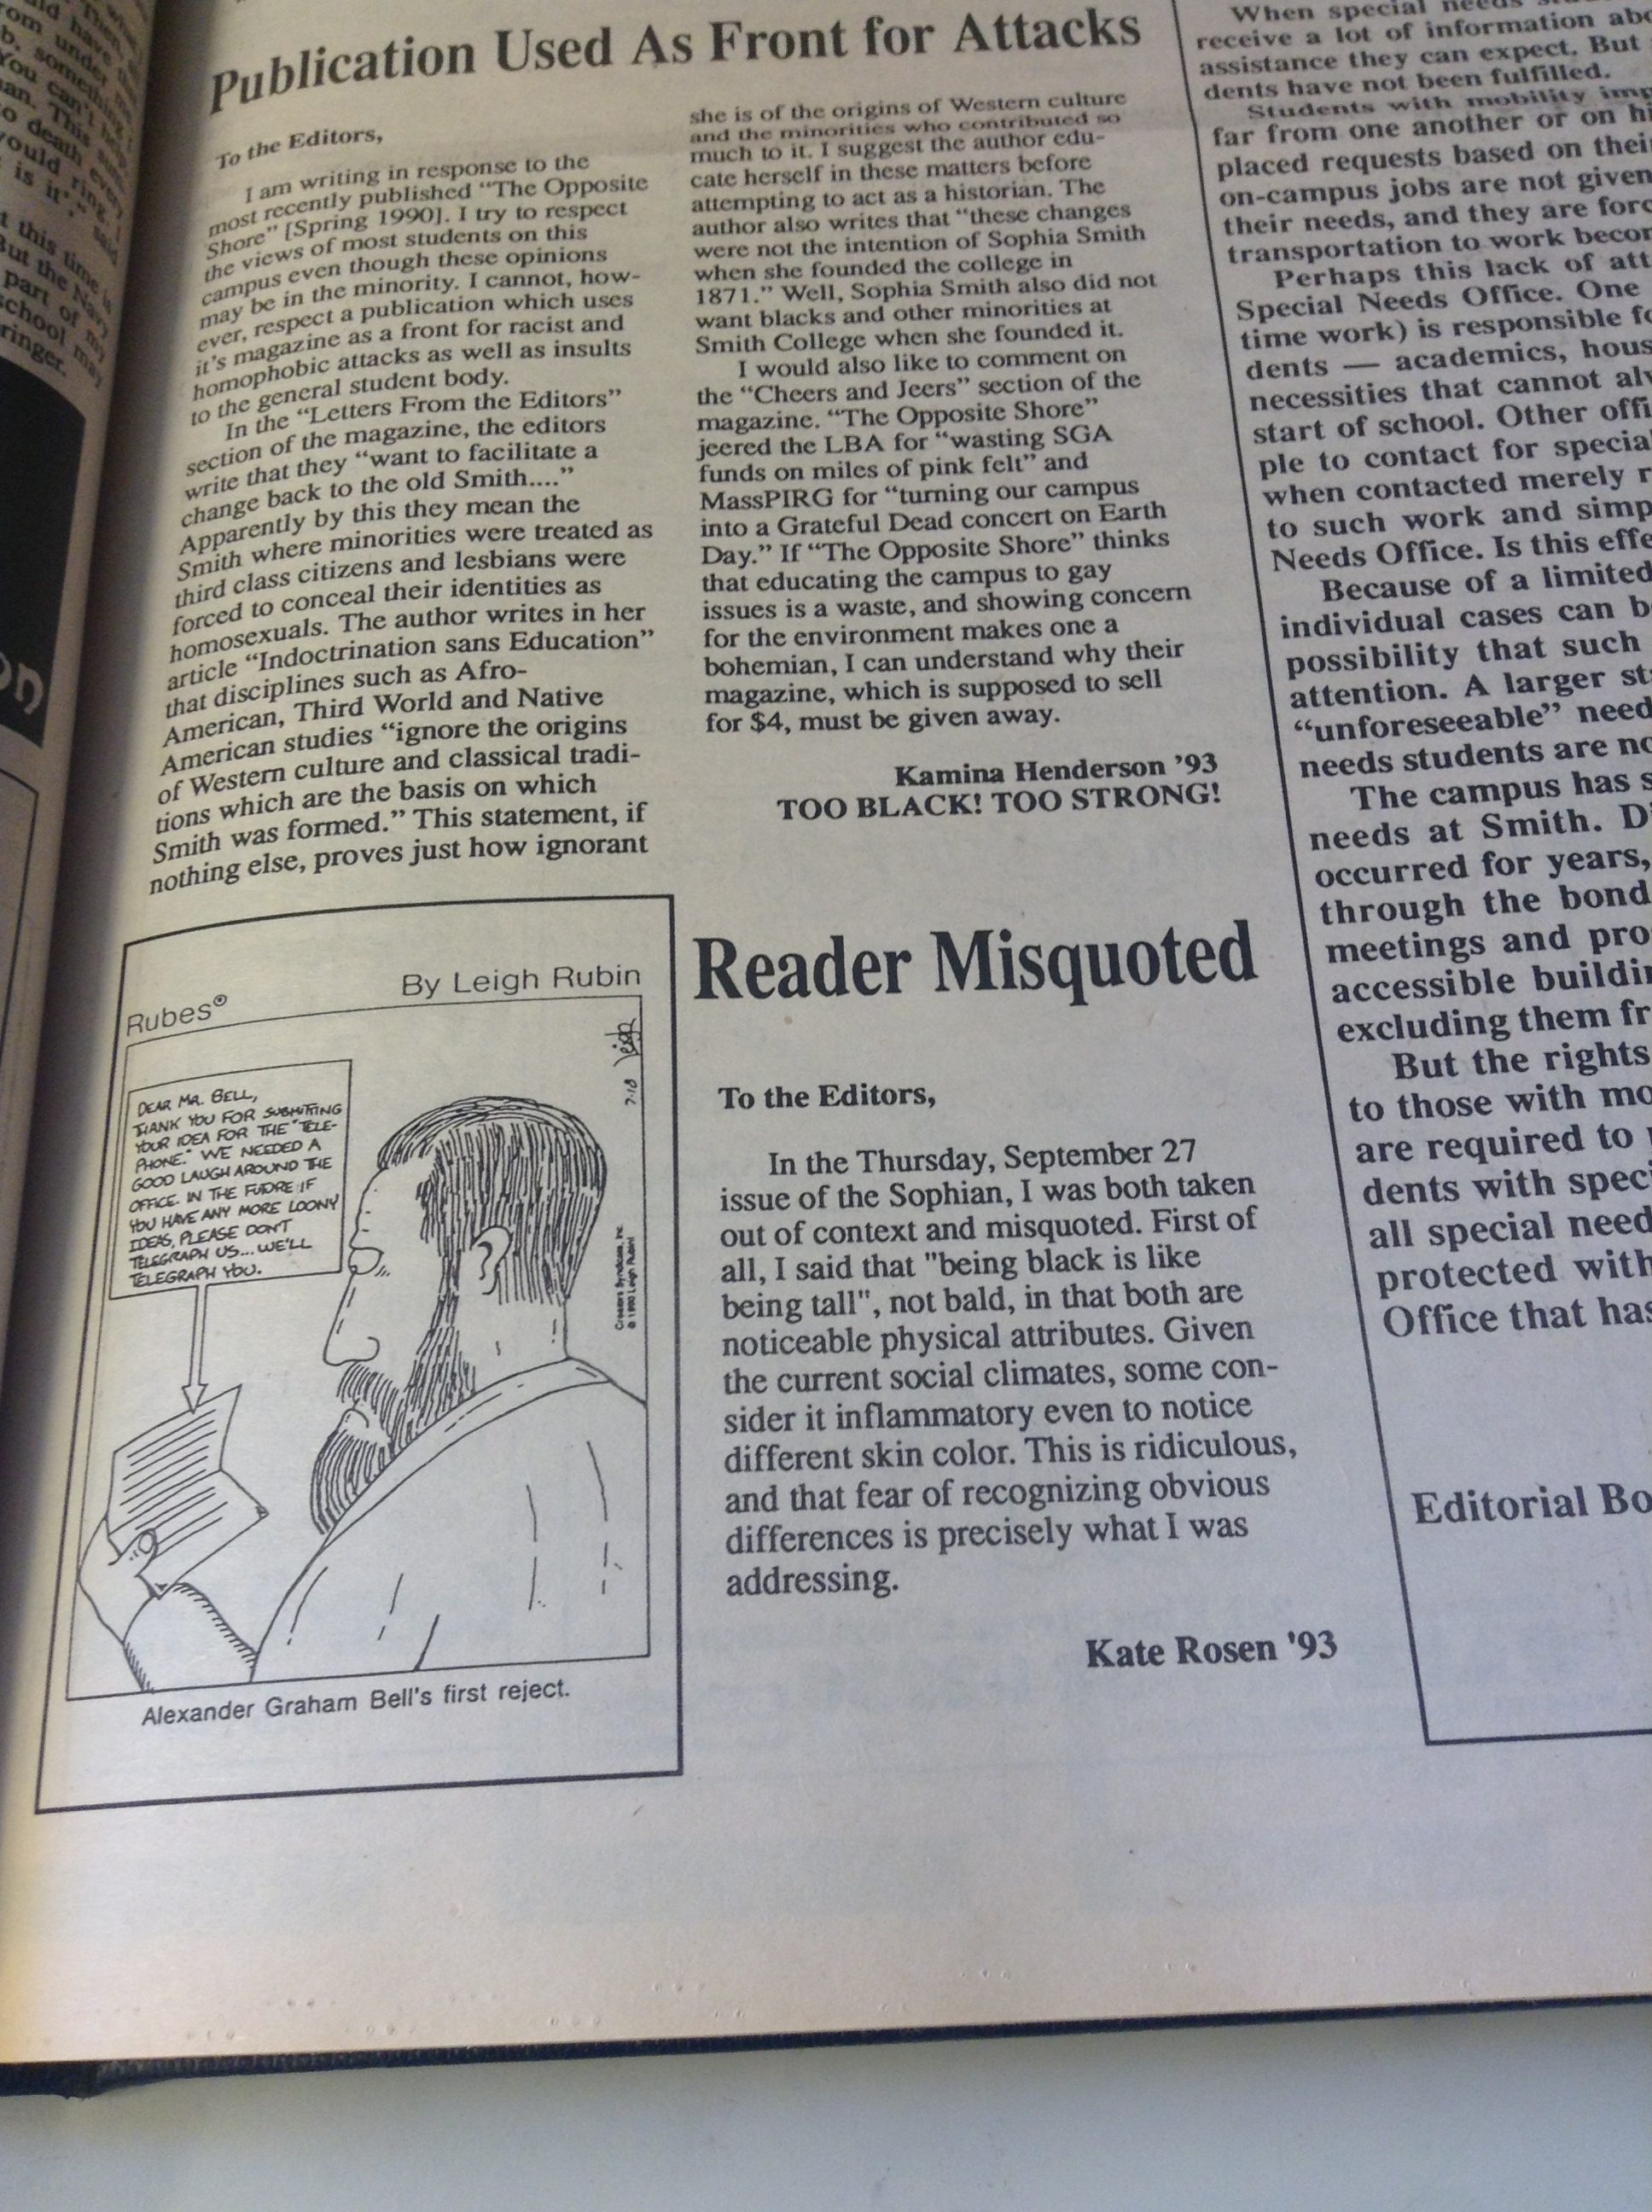 Publication Used As Front for Attacks
To the Editors,
I am writing in response to the
most recently published “The Opposite
Shore” [Spring 1990]. I try to respect
the views of most students on this
campus even though these opinions
may be in the minority. I cannot, how-
ever, respect a publication which uses
it's magazine as a front for racist and
homophobic attacks as well as insults
to the general student body.
In the “Letters From the Editors”
section of the magazine, the editors
write that they “want to facilitate a
change back to the old Smith....”
Apparently by this they mean the
Smith where minorities were treated as
third class citizens and lesbians were
forced to conceal their identities as
homosexuals. The author writes in her
article “Indoctrination sans Education”
that disciplines such as Afro-
American, Third World and Native
American studies “ignore the origins
of Western culture and classical tradi-
tions which are the basis on which
Smith was formed.” This statement, if
nothing else, proves just how ignorant
she is of the origins of Western culture
and the minorities who contributed so
much to it. I suggest the author edu-
cate herself in these matters before
attempting to act as a historian. The
author also writes that “these changes
were not the intention of Sophia Smith
when she founded the college in
1871.” Well, Sophia Smith also did not
want blacks and other minorities at
Smith College when she founded it.
I would also like to comment on
the “Cheers and Jeers” section of the
magazine. “The Opposite Shore”
jeered the LBA for “wasting SGA
funds on miles of pink felt” and
MassPIRG for “turning our campus
into a Grateful Dead concert on Earth
Day.” If “The Opposite Shore” thinks
that educating the campus to gay
issues is a waste, and showing concern
for the environment makes one a
bohemian, I can understand why their
magazine, which is supposed to sell
for $4, must be given away.
Kamina Henderson ’93
TOO BLACK! TOO STRONG!
Rubes®
By Leigh Rubin
DEAR MR. BELL,
THANK YOU FOR SUBMITTING
YOUR IDEA FOR THE "TELE-
PHONE." WE NEEDED A
GOOD LAUGH AROUND THE
OFFICE. IN THE FUTURE IF
YOU HAVE ANY MORE LOONY
IDEAS, PLEASE DON'T
TELEGRAPH US... WE'LL
TELEGRAPH YOU.
Leigh
7-18
Creators Syndicate, Inc.
© 1990 Leigh Rubin
Alexander Graham Bell's first reject.
Reader Misquoted
To the Editors,
In the Thursday, September 27
issue of the Sophian, I was both taken
out of context and misquoted. First of
all, I said that "being black is like
being tall", not bald, in that both are
noticeable physical attributes. Given
the current social climates, some con-
sider it inflammatory even to notice
different skin color. This is ridiculous,
and that fear of recognizing obvious
differences is precisely what I was
addressing.
Kate Rosen '93
When special needs
receive a lot of information
assistance they can expect. But
dents have not been fulfilled.
Students with mobility
far from one another or on
placed requests based on their
on-campus jobs are not given
their needs, and they are
transportation to work
Perhaps this lack of
Special Needs Office. One
time work) is responsible
dents — academics,
necessities that cannot
start of school. Other
ple to contact for special
when contacted merely
to such work and
Needs Office. Is this
Because of a limited
individual cases can
possibility that such
attention. A larger
“unforeseeable”
needs students are
The campus has
needs at Smith.
occurred for years,
through the bond
meetings and
accessible
excluding them
But the rights
to those with
are required to
dents with
all special
protected with
Office that
Editorial